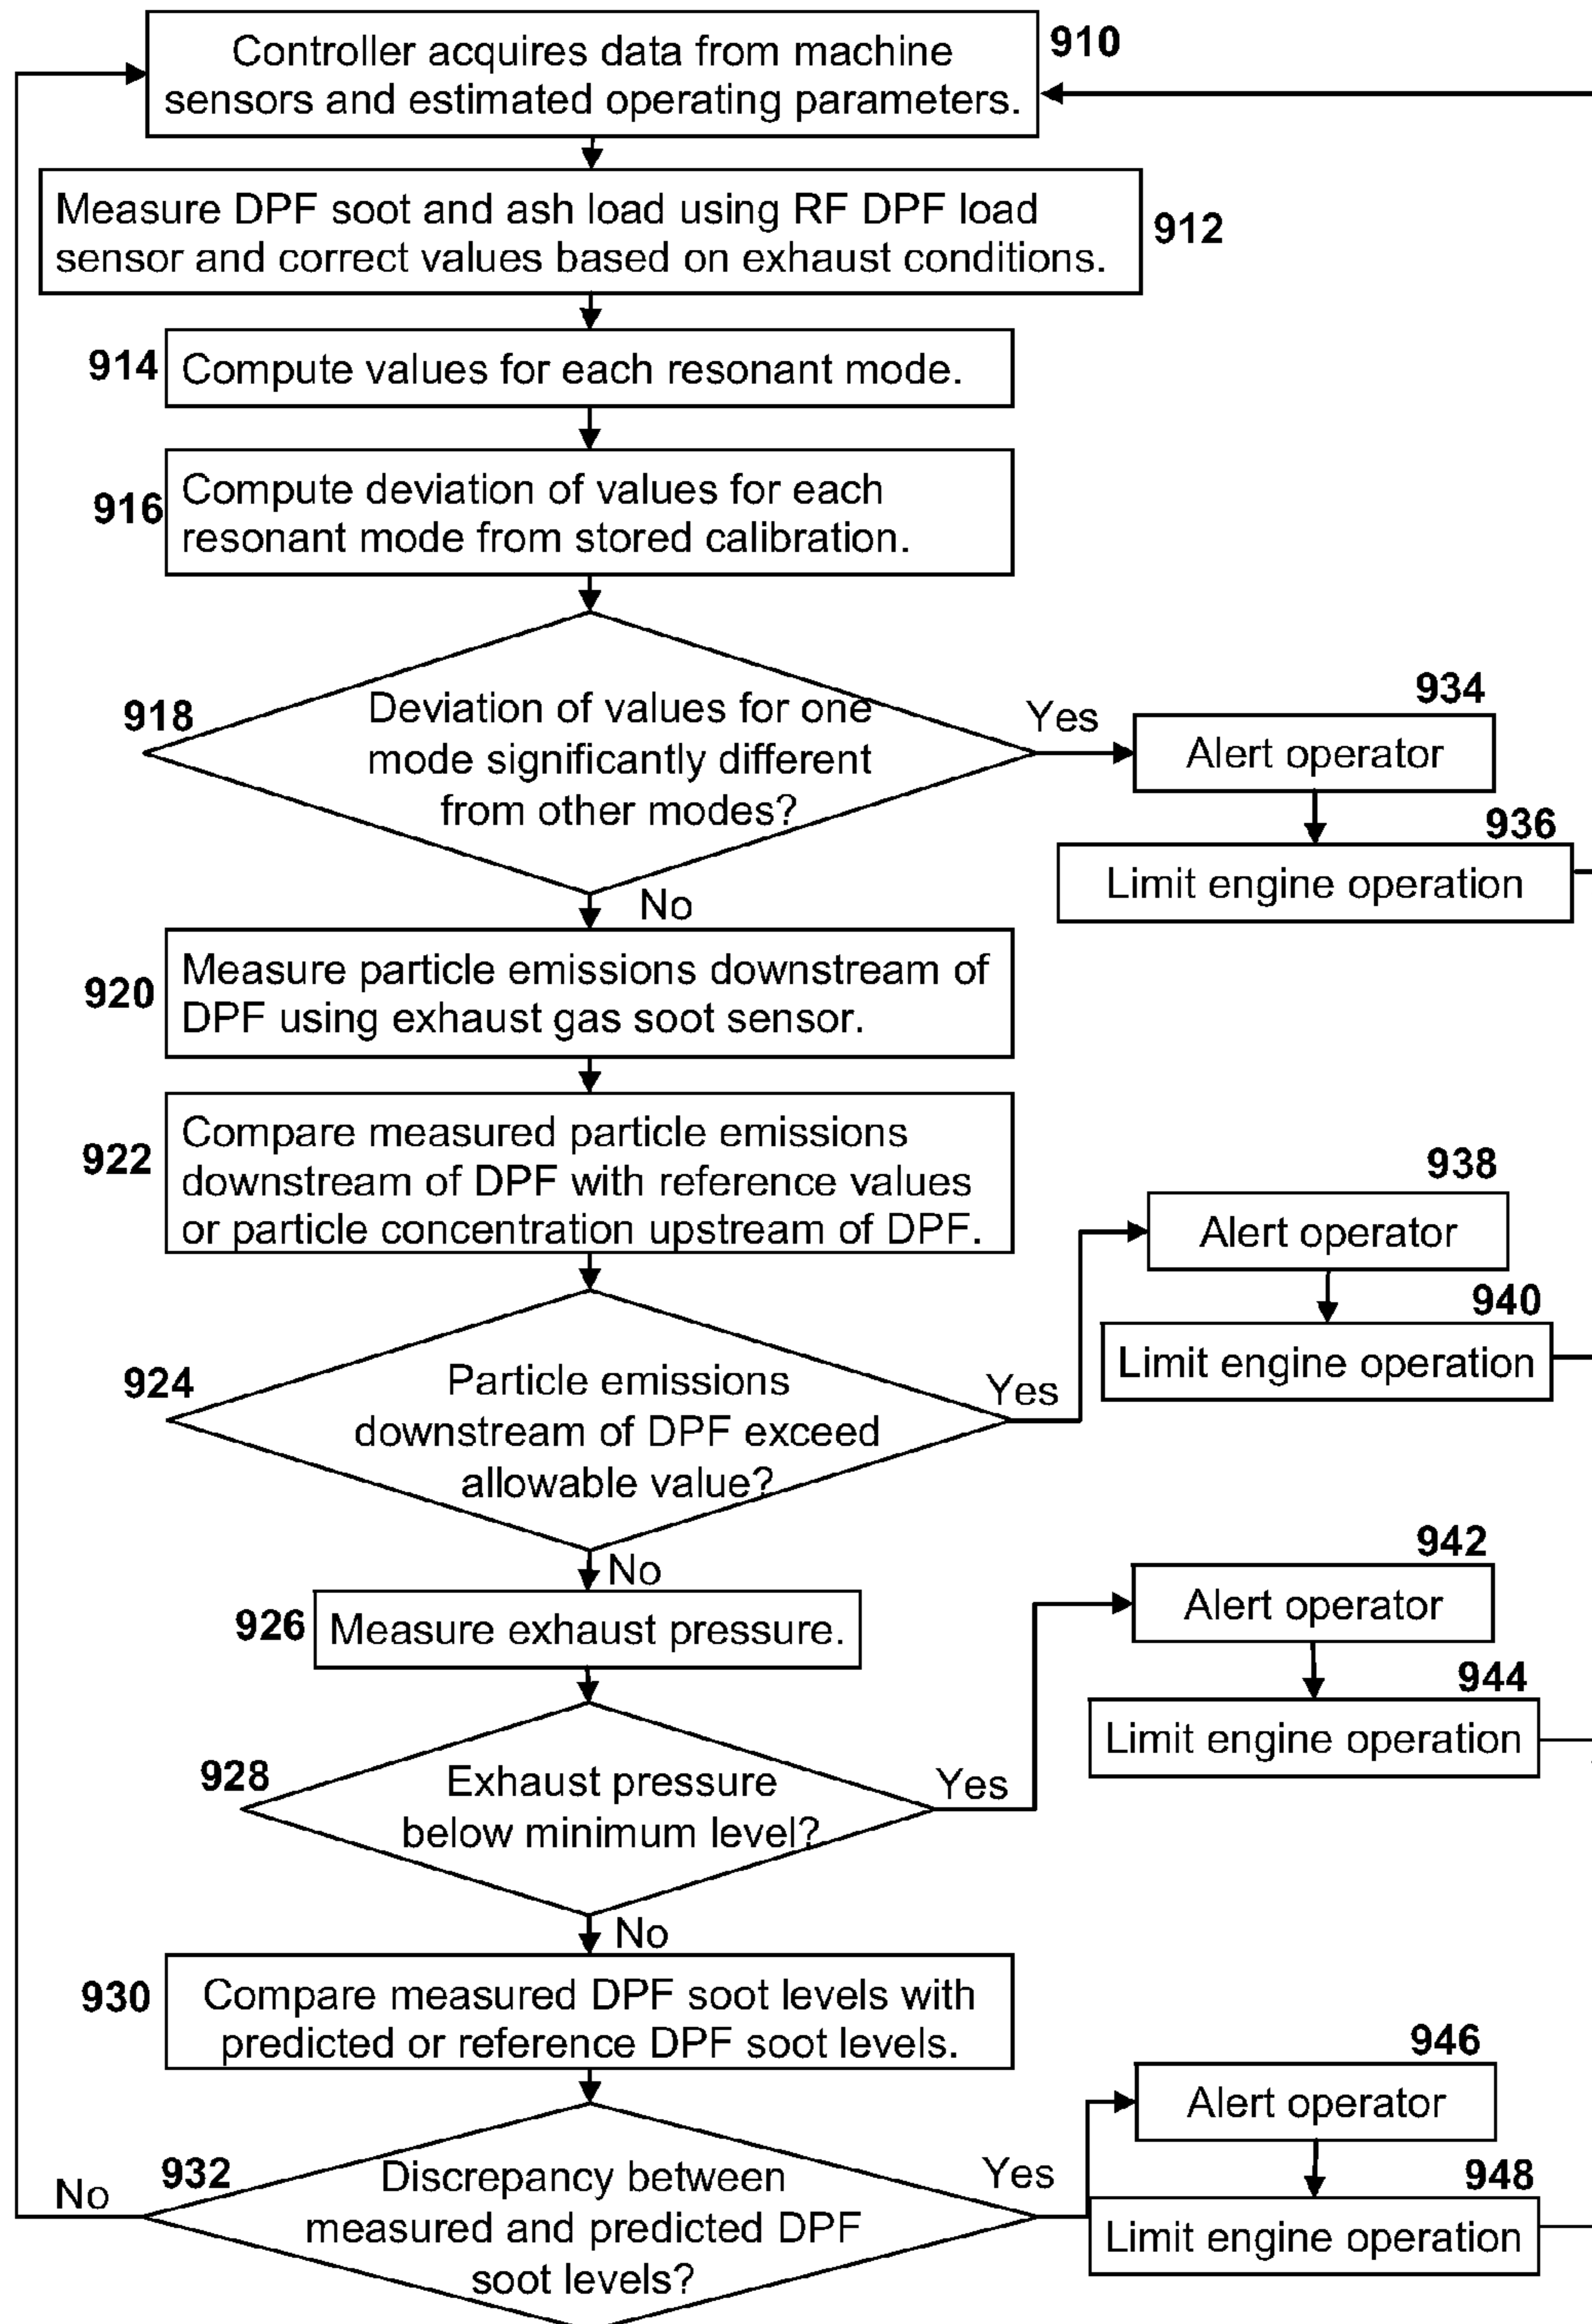 Controller acquires data from machine
sensors and estimated operating parameters.
910
Measure DPF soot and ash load using RF DPF load
sensor and correct values based on exhaust conditions.
912
914
Compute values for each resonant mode.
916
Compute deviation of values for each
resonant mode from stored calibration.
918
Deviation of values for one
mode significantly different
from other modes?
Yes
934
Alert operator
936
Limit engine operation
No
920
Measure particle emissions downstream of
DPF using exhaust gas soot sensor.
922
Compare measured particle emissions
downstream of DPF with reference values
or particle concentration upstream of DPF.
924
Particle emissions
downstream of DPF exceed
allowable value?
Yes
938
Alert operator
940
Limit engine operation
No
926
Measure exhaust pressure.
928
Exhaust pressure
below minimum level?
Yes
942
Alert operator
944
Limit engine operation
No
930
Compare measured DPF soot levels with
predicted or reference DPF soot levels.
932
Discrepancy between
measured and predicted DPF
soot levels?
No
Yes
946
Alert operator
948
Limit engine operation